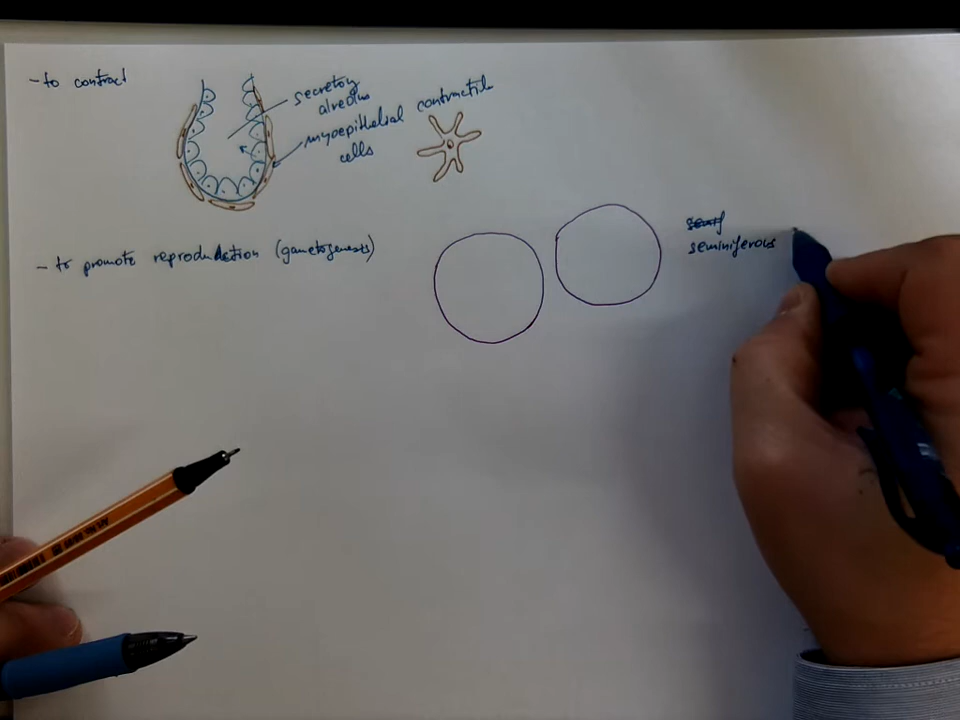 - to contract
secretory
alveolus
myoepithelial contractile
cells
- to promote reproduction (gametogenesis)
seminiferous